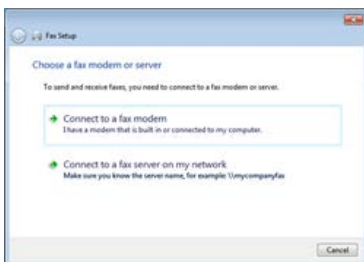 Fax Setup
Choose a fax modem or server
To send and receive faxes, you need to connect to a fax modem or server.
Connect to a fax modem
I have a modem that is built in or connected to my computer.
Connect to a fax server on my network
Make sure you know the server name, for example: \\mycompanyfax
Cancel